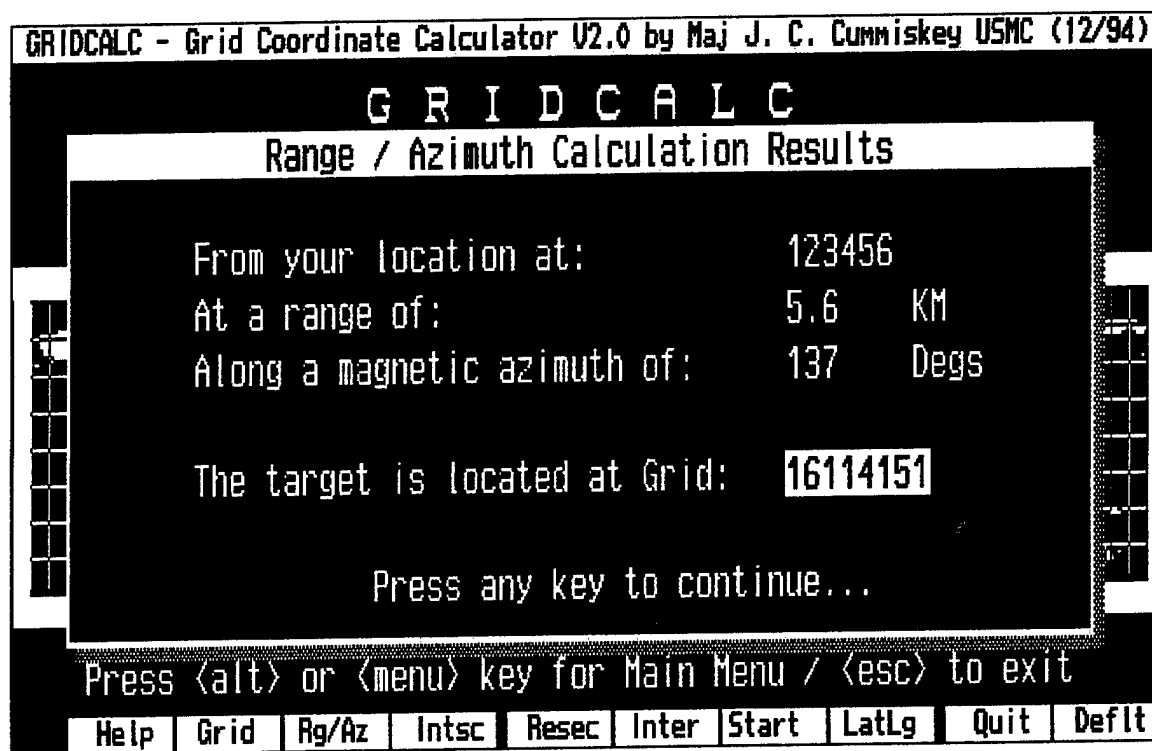 GRIDCALC - Grid Coordinate Calculator V2.0 by Maj J. C. Cummiskey USMC (12/94)
G R I D C A L C
Range / Azimuth Calculation Results
From your location at: 123456
At a range of: 5.6 KM
Along a magnetic azimuth of: 137 Degs
The target is located at Grid: 16114151
Press any key to continue...
Press <alt> or <menu> key for Main Menu / <esc> to exit
Help Grid Rg/Az Intsc Resec Inter Start LatLg Quit Deflt